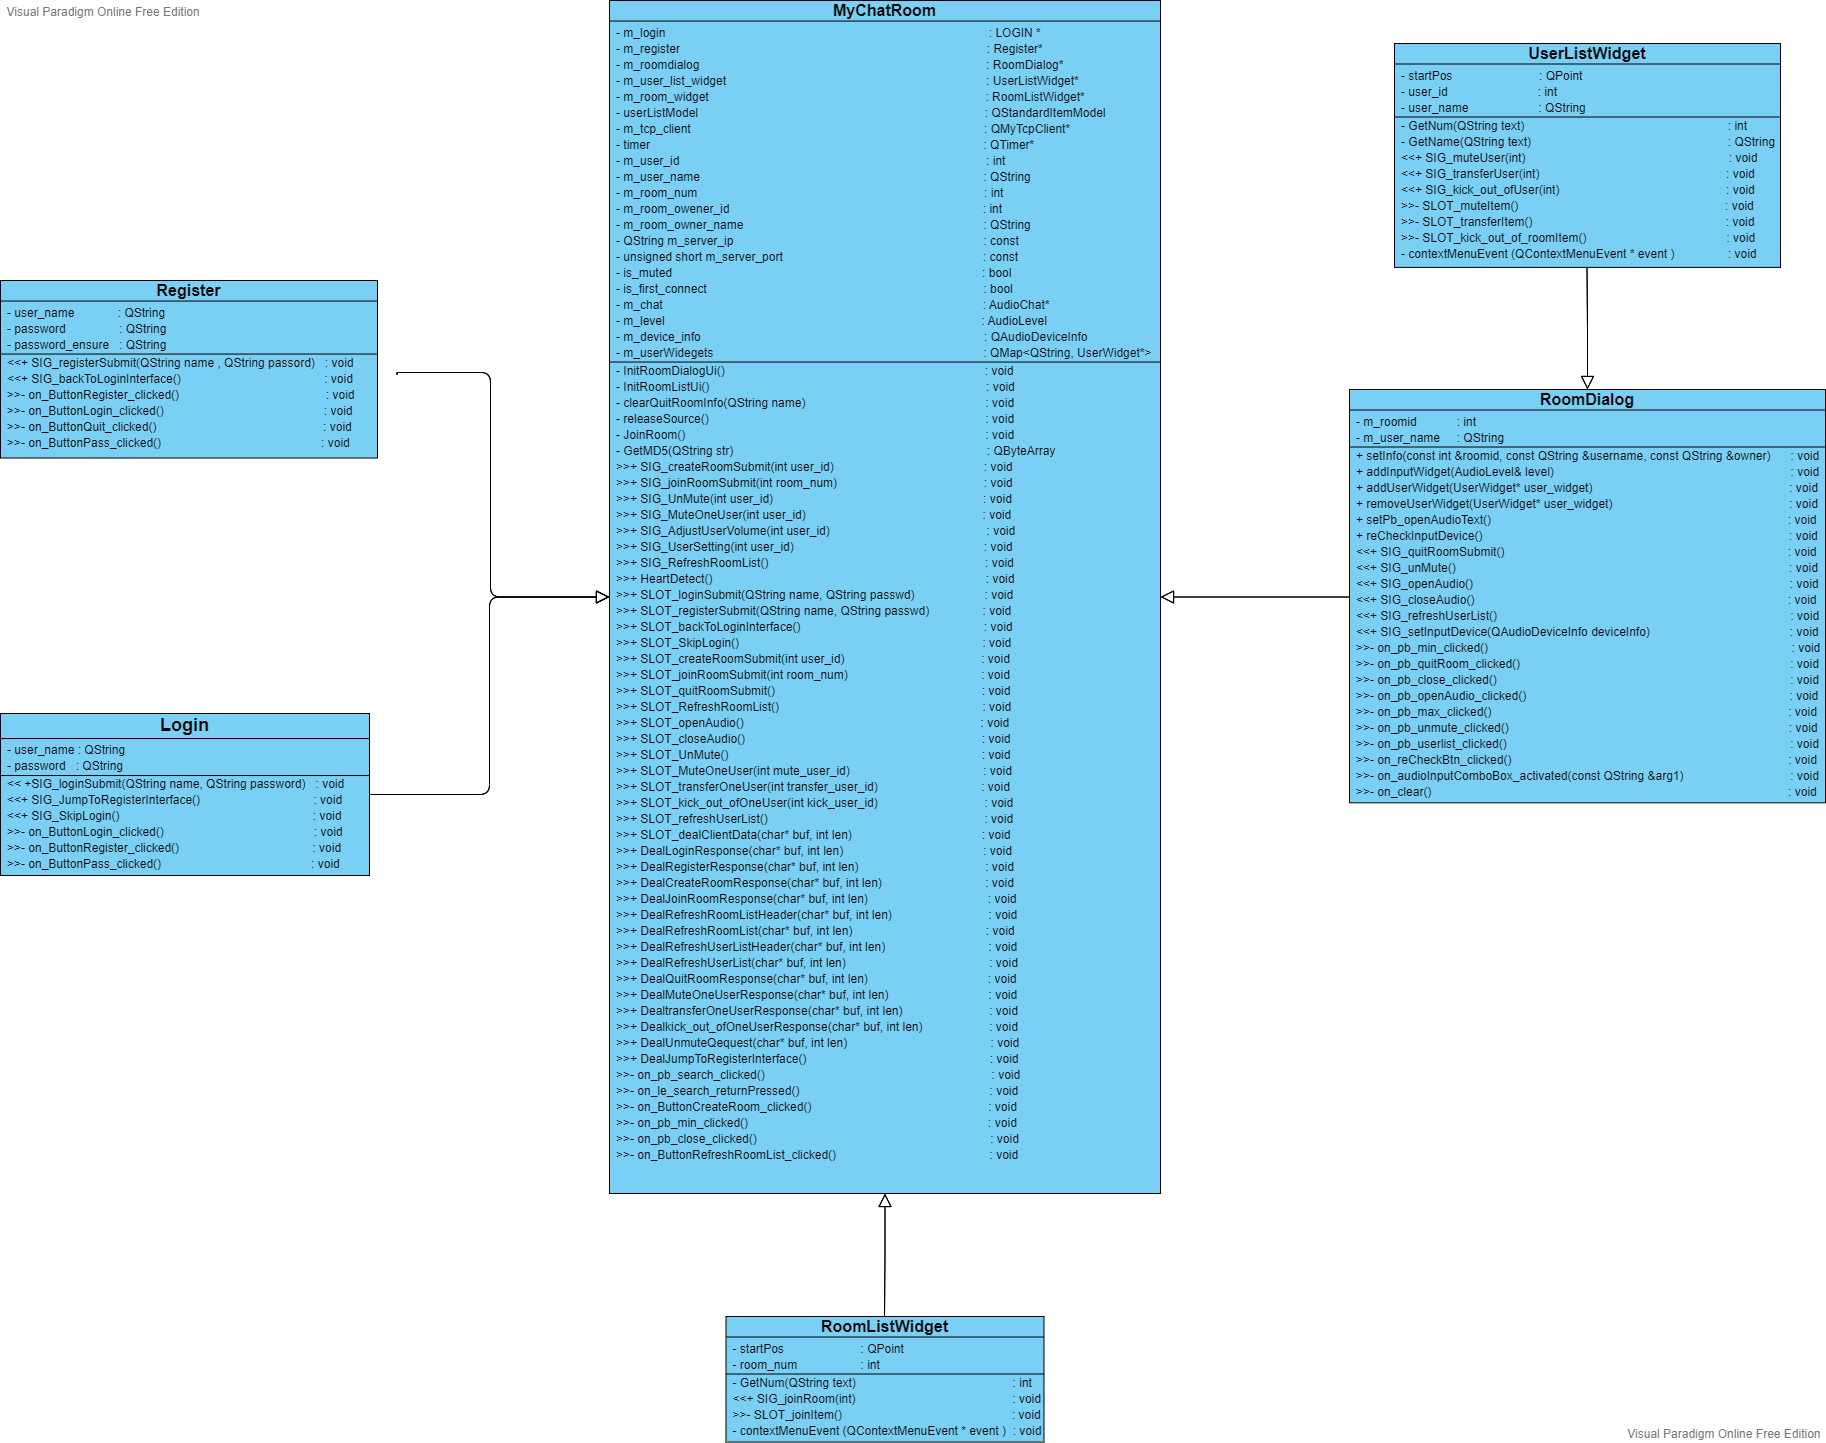 Visual Paradigm Online Free Edition
MyChatRoom
- m_login : LOGIN *
- m_register : Register*
- m_roomdialog : RoomDialog*
- m_user_list_widget : UserListWidget*
- m_room_widget : RoomListWidget*
- userListModel : QStandardItemModel
- m_tcp_client : QMyTcpClient*
- timer : QTimer*
- m_user_id : int
- m_user_name : QString
- m_room_num : int
- m_room_owener_id : int
- m_room_owner_name : QString
- QString m_server_ip : const
- unsigned short m_server_port : const
- is_muted : bool
- is_first_connect : bool
- m_chat : AudioChat*
- m_level : AudioLevel
- m_device_info : QAudioDeviceInfo
- m_userWidegets : QMap<QString, UserWidget*>
- InitRoomDialogUi() : void
- InitRoomListUi() : void
- clearQuitRoomInfo(QString name) : void
- releaseSource() : void
- JoinRoom() : void
- GetMD5(QString str) : QByteArray
>>+ SIG_createRoomSubmit(int user_id) : void
>>+ SIG_joinRoomSubmit(int room_num) : void
>>+ SIG_UnMute(int user_id) : void
>>+ SIG_MuteOneUser(int user_id) : void
>>+ SIG_AdjustUserVolume(int user_id) : void
>>+ SIG_UserSetting(int user_id) : void
>>+ SIG_RefreshRoomList() : void
>>+ HeartDetect() : void
>>+ SLOT_loginSubmit(QString name, QString passwd) : void
>>+ SLOT_registerSubmit(QString name, QString passwd) : void
>>+ SLOT_backToLoginInterface() : void
>>+ SLOT_SkipLogin() : void
>>+ SLOT_createRoomSubmit(int user_id) : void
>>+ SLOT_joinRoomSubmit(int room_num) : void
>>+ SLOT_quitRoomSubmit() : void
>>+ SLOT_RefreshRoomList() : void
>>+ SLOT_openAudio() : void
>>+ SLOT_closeAudio() : void
>>+ SLOT_UnMute() : void
>>+ SLOT_MuteOneUser(int mute_user_id) : void
>>+ SLOT_transferOneUser(int transfer_user_id) : void
>>+ SLOT_kick_out_ofOneUser(int kick_user_id) : void
>>+ SLOT_refreshUserList() : void
>>+ SLOT_dealClientData(char* buf, int len) : void
>>+ DealLoginResponse(char* buf, int len) : void
>>+ DealRegisterResponse(char* buf, int len) : void
>>+ DealCreateRoomResponse(char* buf, int len) : void
>>+ DealJoinRoomResponse(char* buf, int len) : void
>>+ DealRefreshRoomListHeader(char* buf, int len) : void
>>+ DealRefreshRoomList(char* buf, int len) : void
>>+ DealRefreshUserListHeader(char* buf, int len) : void
>>+ DealRefreshUserList(char* buf, int len) : void
>>+ DealQuitRoomResponse(char* buf, int len) : void
>>+ DealMuteOneUserResponse(char* buf, int len) : void
>>+ DealtransferOneUserResponse(char* buf, int len) : void
>>+ Dealkick_out_ofOneUserResponse(char* buf, int len) : void
>>+ DealUnmuteQequest(char* buf, int len) : void
>>+ DealJumpToRegisterInterface() : void
>>- on_pb_search_clicked() : void
>>- on_le_search_returnPressed() : void
>>- on_ButtonCreateRoom_clicked() : void
>>- on_pb_min_clicked() : void
>>- on_pb_close_clicked() : void
>>- on_ButtonRefreshRoomList_clicked() : void
UserListWidget
- startPos : QPoint
- user_id : int
- user_name : QString
- GetNum(QString text) : int
- GetName(QString text) : QString
<<+ SIG_muteUser(int) : void
<<+ SIG_transferUser(int) : void
<<+ SIG_kick_out_ofUser(int) : void
>>- SLOT_muteItem() : void
>>- SLOT_transferItem() : void
>>- SLOT_kick_out_of_roomItem() : void
- contextMenuEvent (QContextMenuEvent * event ) : void
Register
- user_name : QString
- password : QString
- password_ensure : QString
<<+ SIG_registerSubmit(QString name , QString passord) : void
<<+ SIG_backToLoginInterface() : void
>>- on_ButtonRegister_clicked() : void
>>- on_ButtonLogin_clicked() : void
>>- on_ButtonQuit_clicked() : void
>>- on_ButtonPass_clicked() : void
RoomDialog
- m_roomid : int
- m_user_name : QString
+ setInfo(const int &roomid, const QString &username, const QString &owner) : void
+ addInputWidget(AudioLevel& level) : void
+ addUserWidget(UserWidget* user_widget) : void
+ removeUserWidget(UserWidget* user_widget) : void
+ setPb_openAudioText() : void
+ reCheckInputDevice() : void
<<+ SIG_quitRoomSubmit() : void
<<+ SIG_unMute() : void
<<+ SIG_openAudio() : void
<<+ SIG_closeAudio() : void
<<+ SIG_refreshUserList() : void
<<+ SIG_setInputDevice(QAudioDeviceInfo deviceInfo) : void
>>- on_pb_min_clicked() : void
>>- on_pb_quitRoom_clicked() : void
>>- on_pb_close_clicked() : void
>>- on_pb_openAudio_clicked() : void
>>- on_pb_max_clicked() : void
>>- on_pb_unmute_clicked() : void
>>- on_pb_userlist_clicked() : void
>>- on_reCheckBtn_clicked() : void
>>- on_audioInputComboBox_activated(const QString &arg1) : void
>>- on_clear() : void
Login
- user_name : QString
- password : QString
<< +SIG_loginSubmit(QString name, QString password) : void
<<+ SIG_JumpToRegisterInterface() : void
<<+ SIG_SkipLogin() : void
>>- on_ButtonLogin_clicked() : void
>>- on_ButtonRegister_clicked() : void
>>- on_ButtonPass_clicked() : void
RoomListWidget
- startPos : QPoint
- room_num : int
- GetNum(QString text) : int
<<+ SIG_joinRoom(int) : void
>>- SLOT_joinItem() : void
- contextMenuEvent (QContextMenuEvent * event ) : void
Visual Paradigm Online Free Edition